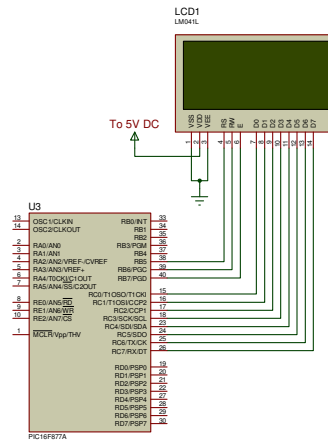 LCD1
LM041L
VSS VDD VEE RS RW E D0 D1 D2 D3 D4 D5 D6 D7
1 2 3 4 5 6 7 8 9 10 11 12 13 14
To 5V DC
U3
13 OSC1/CLKIN RB0/INT 33
14 OSC2/CLKOUT RB1 34
RB2 35
2 RA0/AN0 RB3/PGM 36
3 RA1/AN1 RB4 37
4 RA2/AN2/VREF-/CVREF RB5 38
5 RA3/AN3/VREF+ RB6/PGC 39
6 RA4/T0CKI/C1OUT RB7/PGD 40
7 RA5/AN4/SS/C2OUT
RC0/T1OSO/T1CKI 15
8 RE0/AN5/RD RC1/T1OSI/CCP2 16
9 RE1/AN6/WR RC2/CCP1 17
10 RE2/AN7/CS RC3/SCK/SCL 18
RC4/SDI/SDA 23
1 MCLR/Vpp/THV RC5/SDO 24
RC6/TX/CK 25
RC7/RX/DT 26
RD0/PSP0 19
RD1/PSP1 20
RD2/PSP2 21
RD3/PSP3 22
RD4/PSP4 27
RD5/PSP5 28
RD6/PSP6 29
RD7/PSP7 30
PIC16F877A